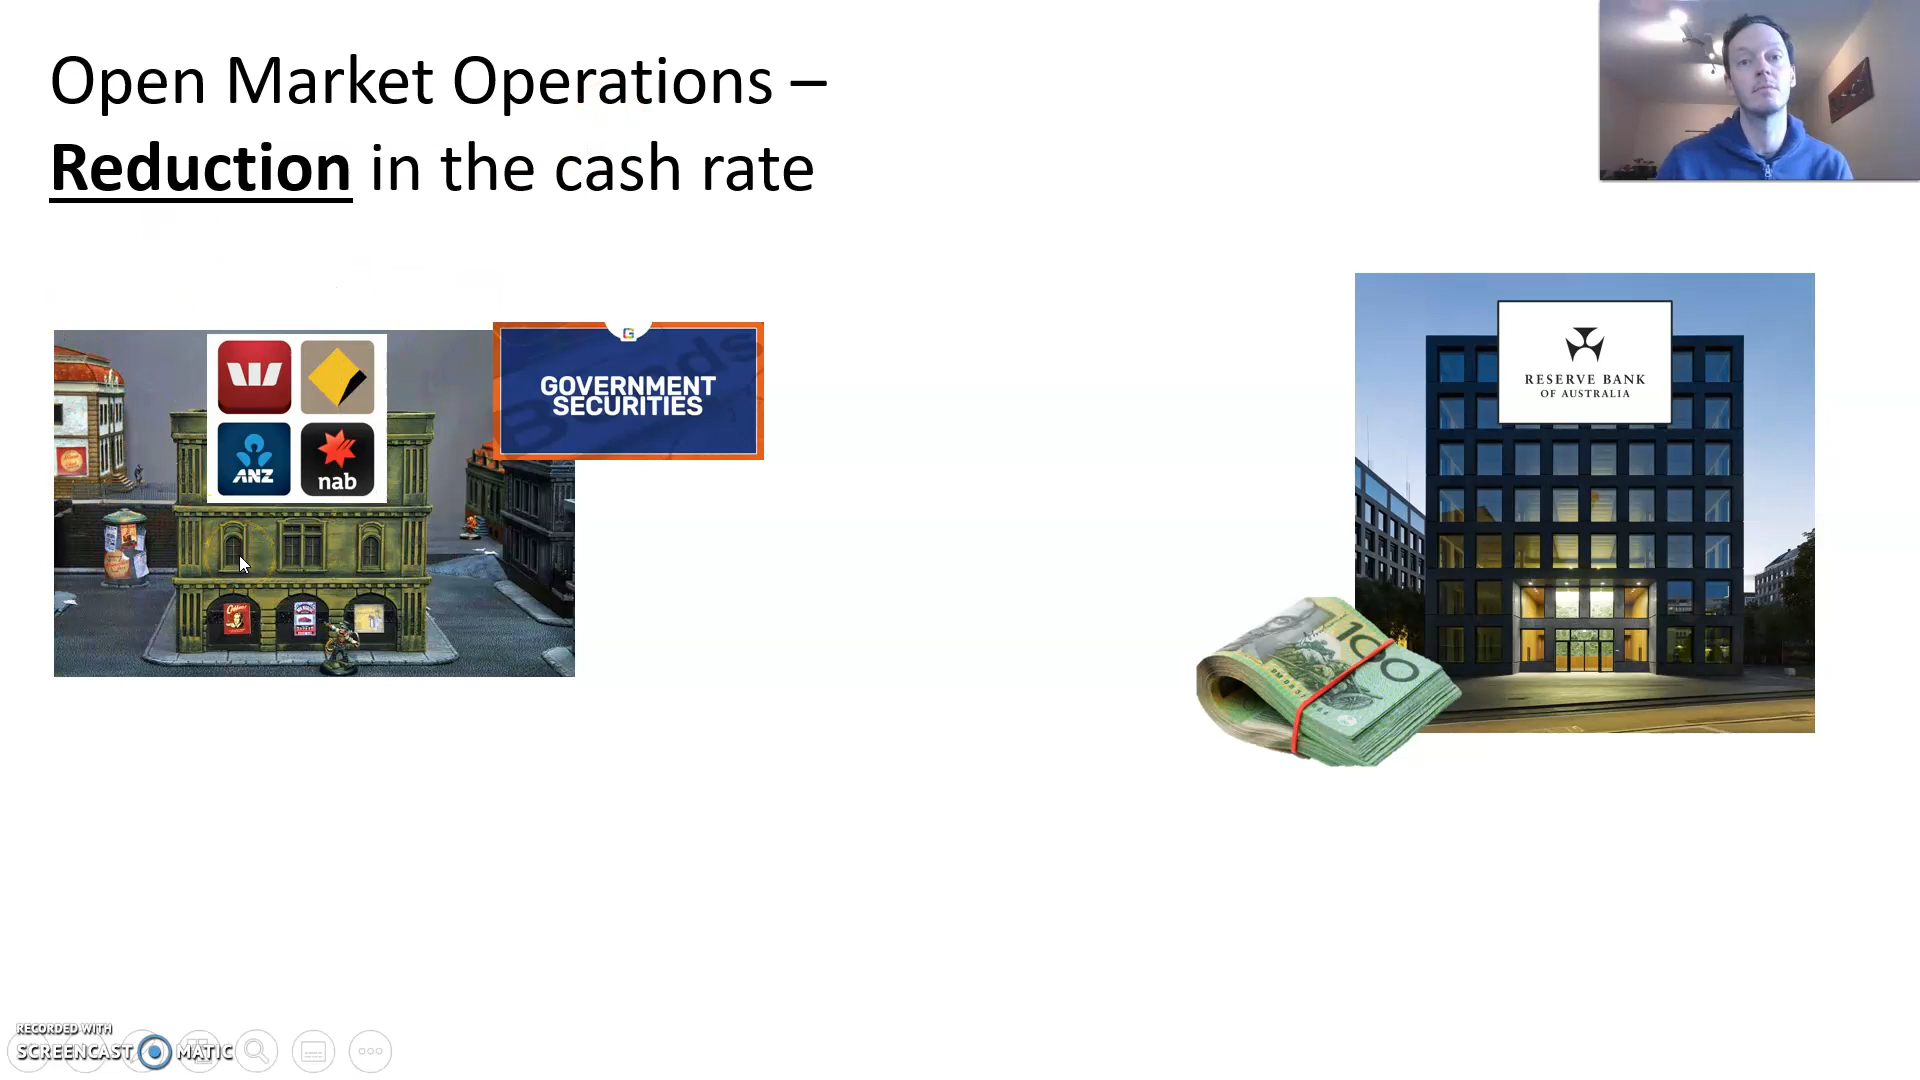 Open Market Operations –
Reduction in the cash rate
GOVERNMENT
SECURITIES
ANZ
nab
RESERVE BANK
OF AUSTRALIA
100
RECORDED WITH
SCREENCAST MATIC